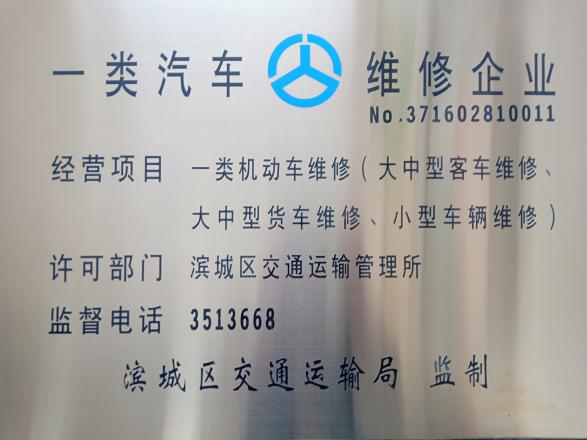 一类汽车 维修企业
No.371602810011
经营项目 一类机动车维修(大中型客车维修、
大中型货车维修、小型车辆维修)
许可部门 滨城区交通运输管理所
监督电话 3513668
滨城区交通运输局 监制